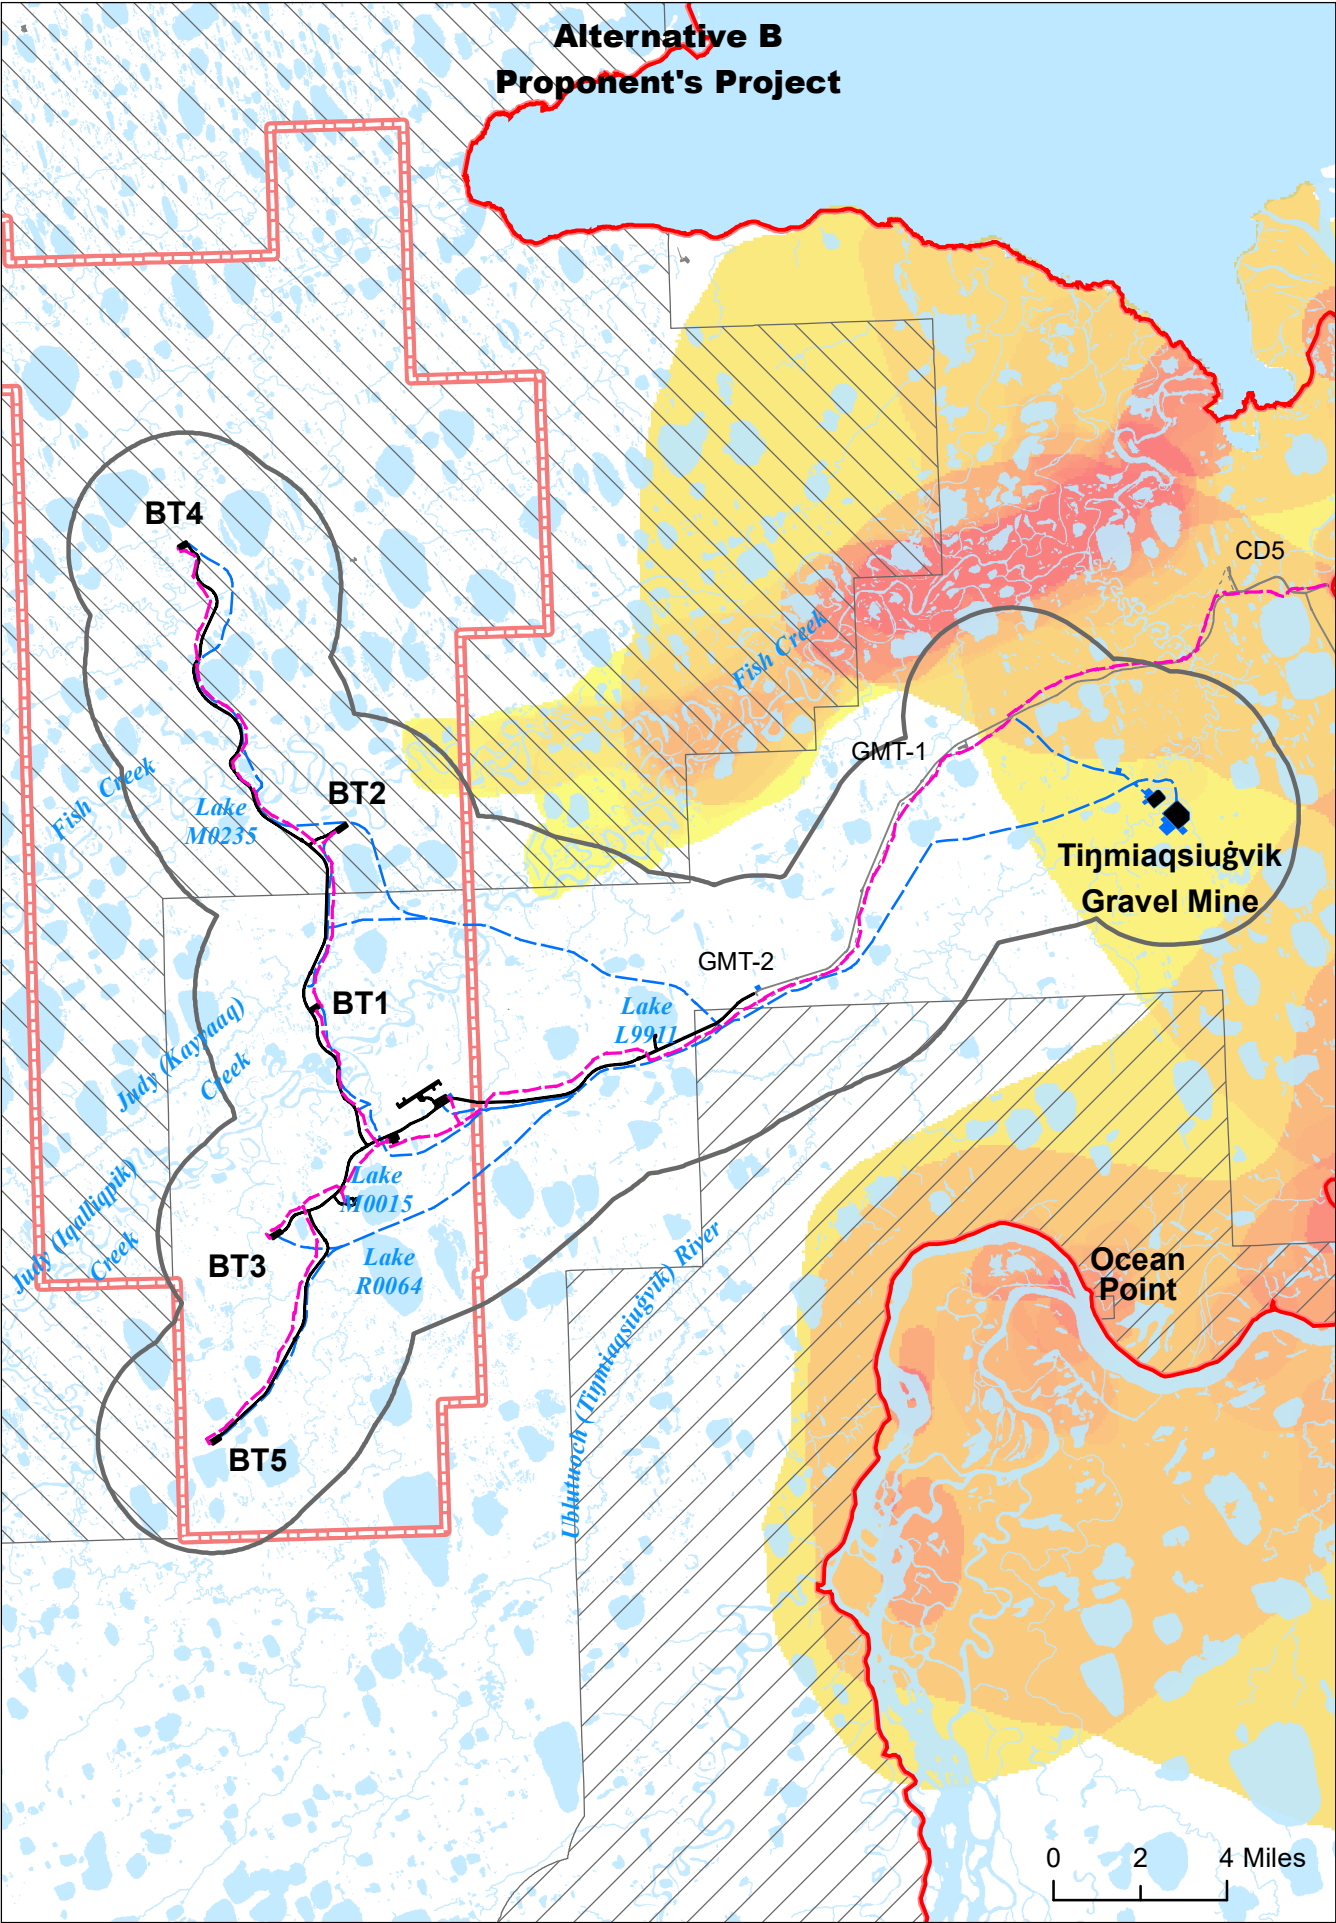 Alternative B
Proponent's Project
BT4
CD5
Fish Creek
GMT-1
Fish Creek
BT2
Lake
M0235
Tiŋmiaqsiuġvik
Gravel Mine
GMT-2
BT1
Lake
L9911
Judy (Kayyaaq)
Creek
Lake
M0015
Judy (Iqalliqpik)
Creek
BT3
Lake
R0064
Ublutuoch (Tiŋmiaqsiuġvik) River
Ocean
Point
BT5
0 2 4 Miles